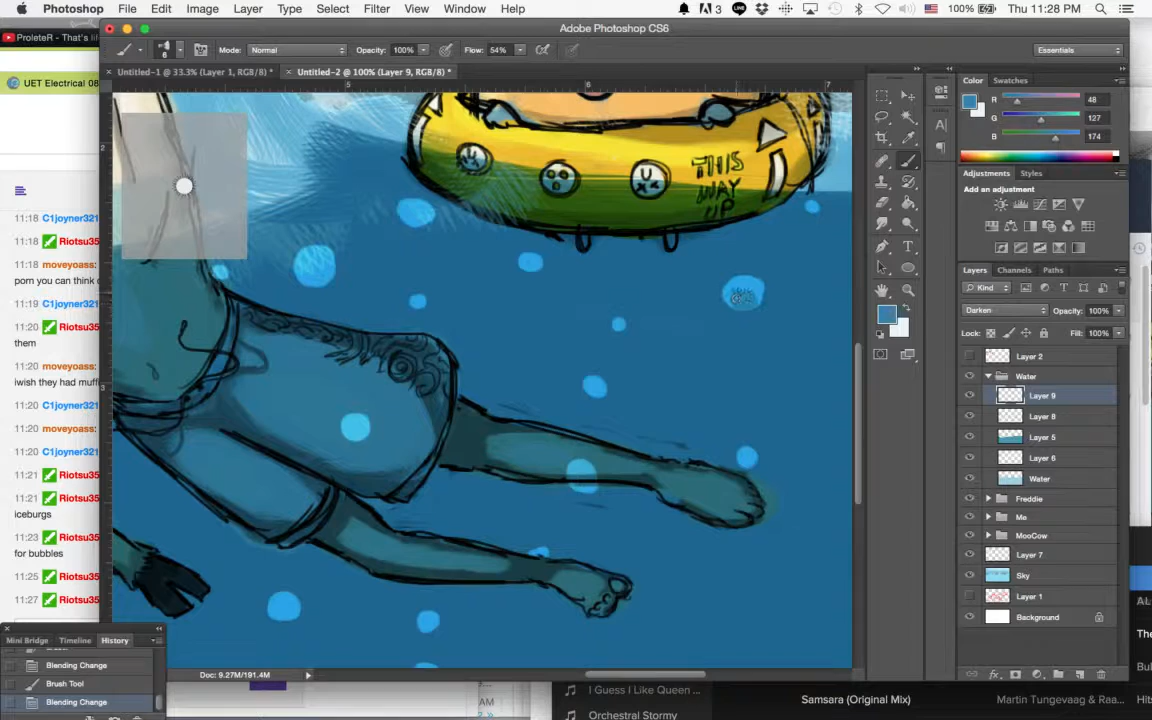 Photoshop File Edit Image Layer Type Select Filter View Window Help
3 100% Thu 11:28 PM
ProleteR - That's li
Adobe Photoshop CS6
6 Mode: Normal Opacity: 100% Flow: 54% Essentials
UET Electrical 08
Untitled-1 @ 33.3% (Layer 1, RGB/8) *
Untitled-2 @ 100% (Layer 9, RGB/8) *
5 6 7
2
3
THIS
WAY
UP
11:18 C1joyner321
11:18 Riotsu35
11:18 moveyoass:
porn you can think o
11:19 C1joyner321
11:20 Riotsu35
them
11:20 moveyoass:
iwish they had muff
11:20 C1joyner321
11:20 moveyoass:
11:20 C1joyner321
11:21 Riotsu35
11:21 Riotsu35
iceburgs
11:23 Riotsu35
for bubbles
11:25 Riotsu35
11:27 Riotsu35
Color Swatches
R 48
G 127
B 174
Adjustments Styles
Add an adjustment
Layers Channels Paths
Kind
Darken Opacity: 100%
Lock: Fill: 100%
Layer 2
Water
Layer 9
Layer 8
Layer 5
Layer 6
Water
Freddie
Me
MooCow
Layer 7
Sky
Layer 1
Background
Mini Bridge Timeline History
Blending Change
Brush Tool
Blending Change
Doc: 9.27M/191.4M
AM
I Guess I Like Queen ...
Orchestral Stormy
Samsara (Original Mix) Martin Tungevaag & Raa...